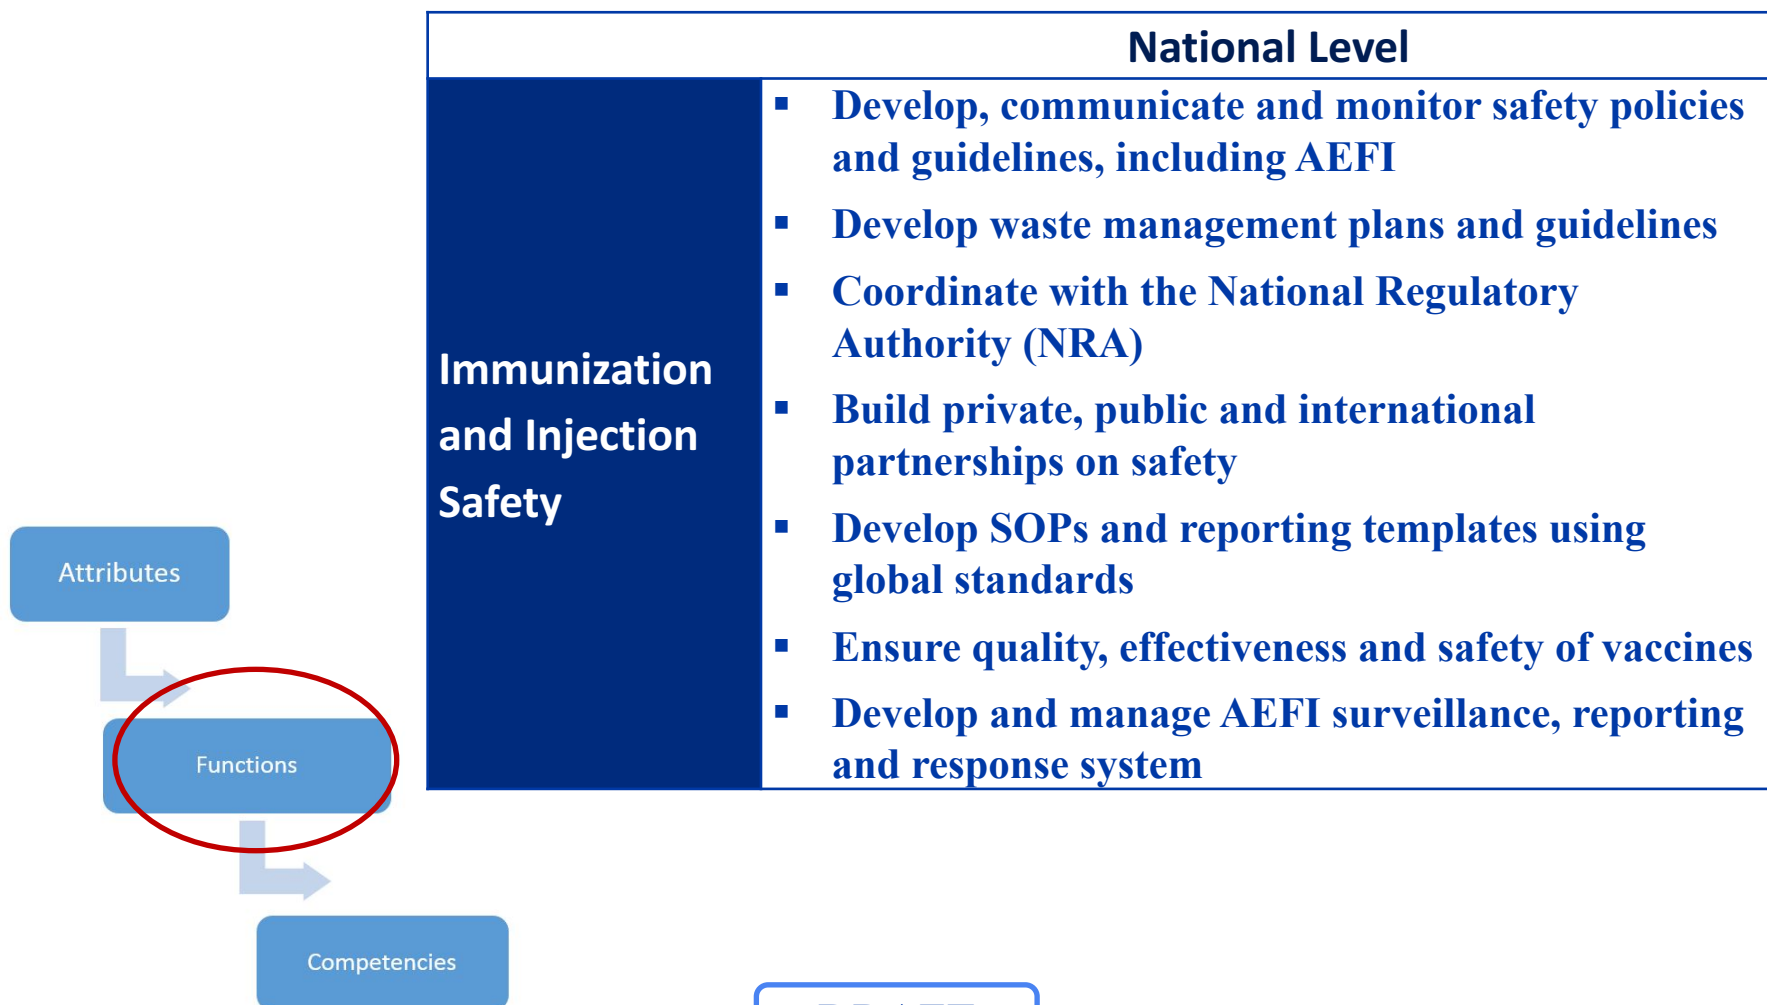 National Level
Immunization
and Injection
Safety
▪ Develop, communicate and monitor safety policies
and guidelines, including AEFI
▪ Develop waste management plans and guidelines
▪ Coordinate with the National Regulatory
Authority (NRA)
▪ Build private, public and international
partnerships on safety
▪ Develop SOPs and reporting templates using
global standards
▪ Ensure quality, effectiveness and safety of vaccines
▪ Develop and manage AEFI surveillance, reporting
and response system
Attributes
Functions
Competencies